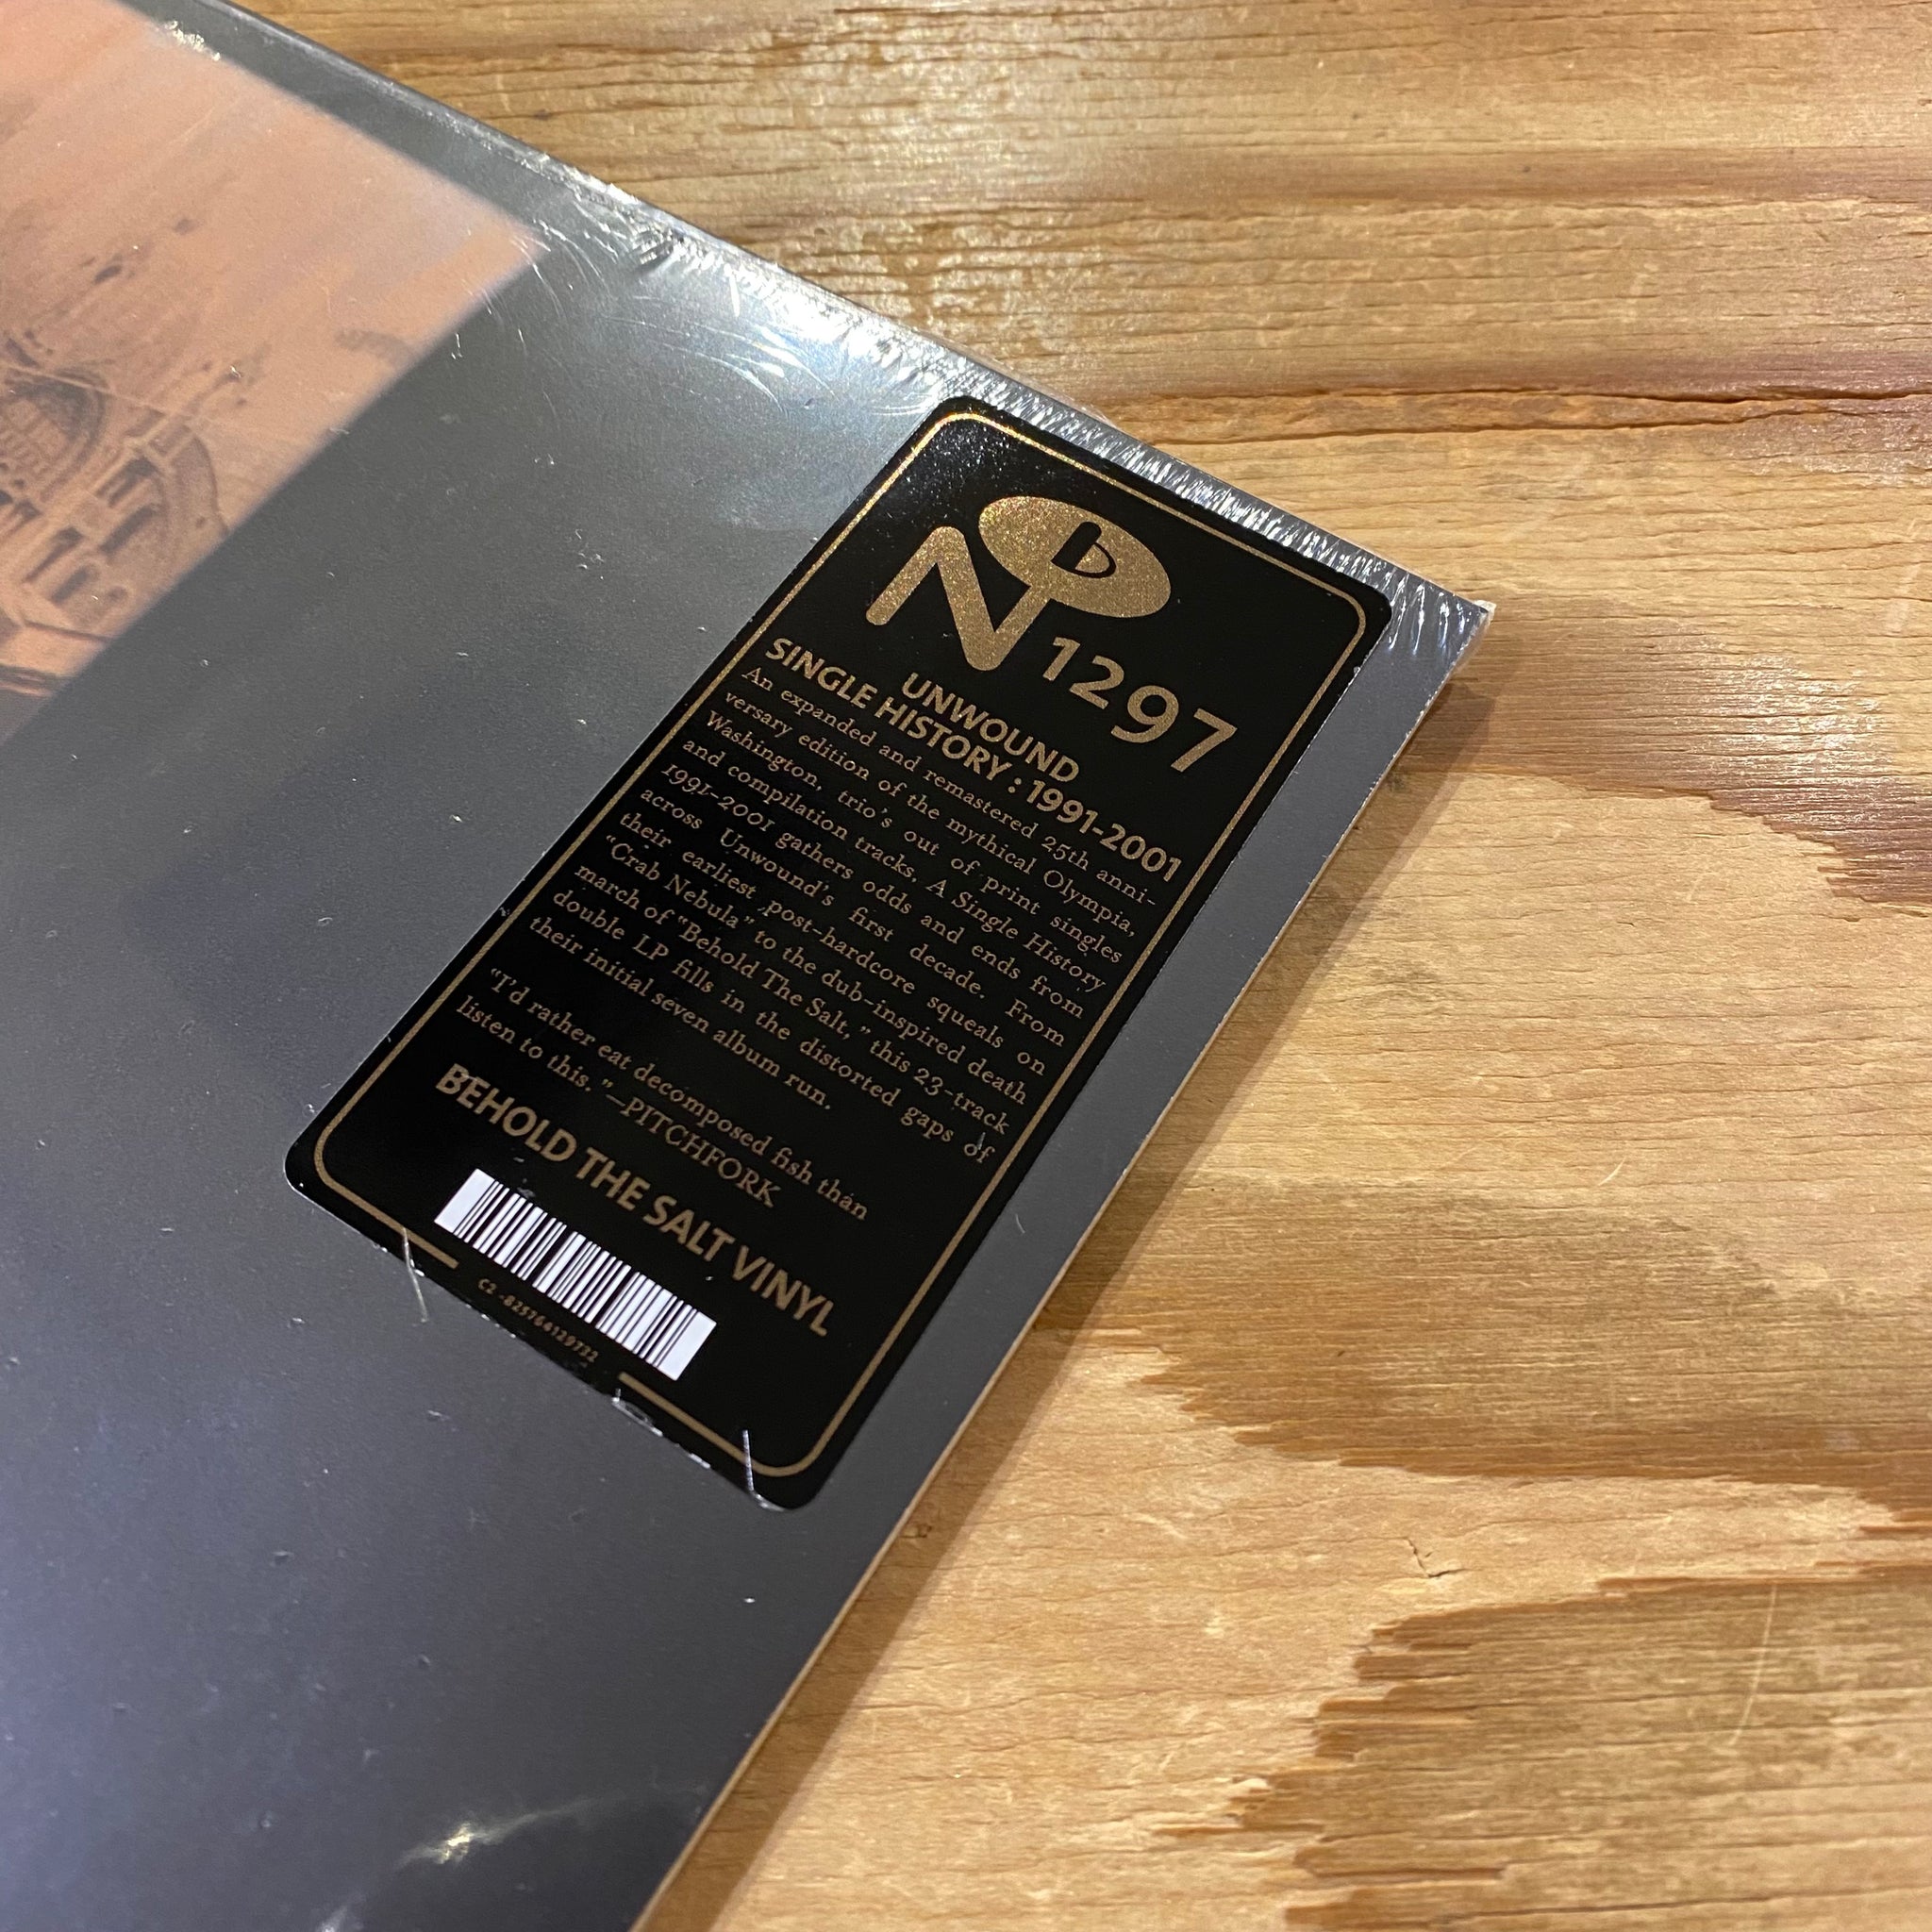 N
1297
UNWOUND
SINGLE HISTORY : 1991-2001
An expanded and remastered 25th anni-
versary edition of the mythical Olympia,
Washington, trio's out of print singles
and compilation tracks, A Single History
1991-2001 gathers odds and ends from
across Unwound's first decade. From
their earliest post-hardcore squeals on
"Crab Nebula" to the dub-inspired death
march of "Behold The Salt," this 23-track
double LP fills in the distorted gaps of
their initial seven album run.
"I'd rather eat decomposed fish than
listen to this."—PITCHFORK
BEHOLD THE SALT VINYL
C2 -825764129732